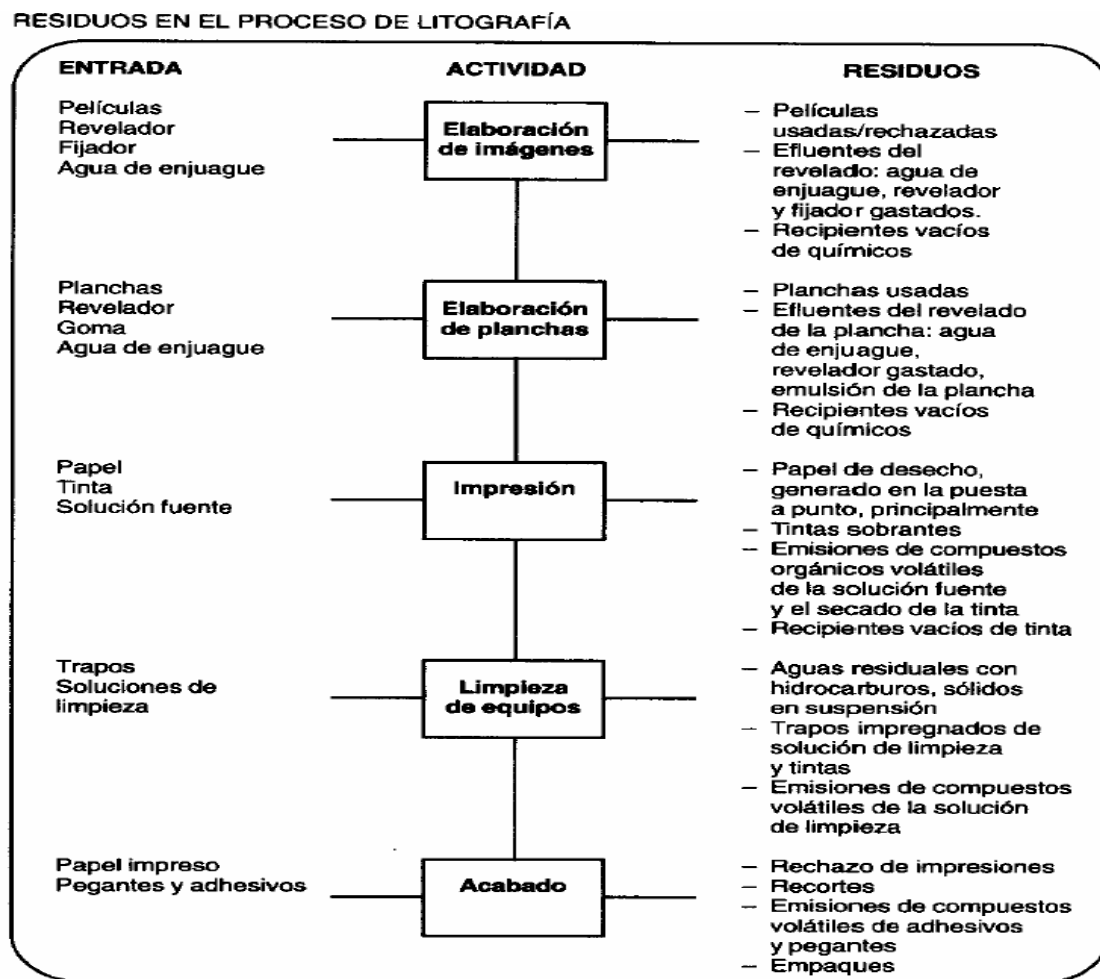 RESIDUOS EN EL PROCESO DE LITOGRAFÍA
ENTRADA
ACTIVIDAD
RESIDUOS
Películas
Revelador
Fijador
Agua de enjuague
Elaboración
de imágenes
– Películas
usadas/rechazadas
– Efluentes del
revelado: agua de
enjuague, revelador
y fijador gastados.
– Recipientes vacíos
de químicos
Planchas
Revelador
Goma
Agua de enjuague
Elaboración
de planchas
– Planchas usadas
– Efluentes del revelado
de la plancha: agua
de enjuague,
revelador gastado,
emulsión de la plancha
– Recipientes vacíos
de químicos
Papel
Tinta
Solución fuente
Impresión
– Papel de desecho,
generado en la puesta
a punto, principalmente
– Tintas sobrantes
– Emisiones de compuestos
orgánicos volátiles
de la solución fuente
y el secado de la tinta
– Recipientes vacíos de tinta
Trapos
Soluciones de
limpieza
Limpieza
de equipos
– Aguas residuales con
hidrocarburos, sólidos
en suspensión
– Trapos impregnados de
solución de limpieza
y tintas
– Emisiones de compuestos
volátiles de la solución
de limpieza
Papel impreso
Pegantes y adhesivos
Acabado
– Rechazo de impresiones
– Recortes
– Emisiones de compuestos
volátiles de adhesivos
y pegantes
– Empaques